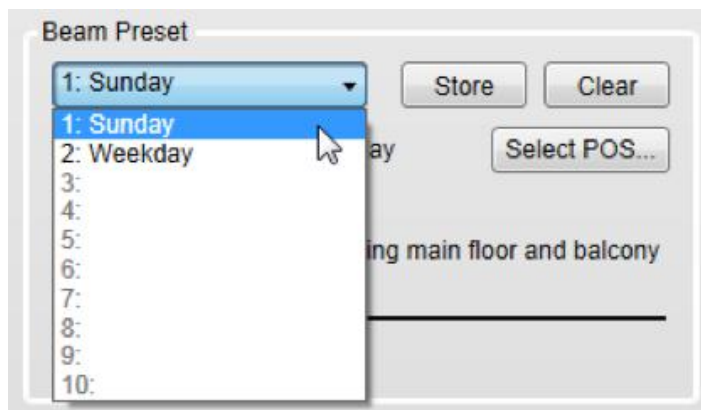 Beam Preset
1: Sunday Store Clear
1: Sunday
2: Weekday ay Select POS...
3:
4:
5: ing main floor and balcony
6:
7:
8:
9:
10: